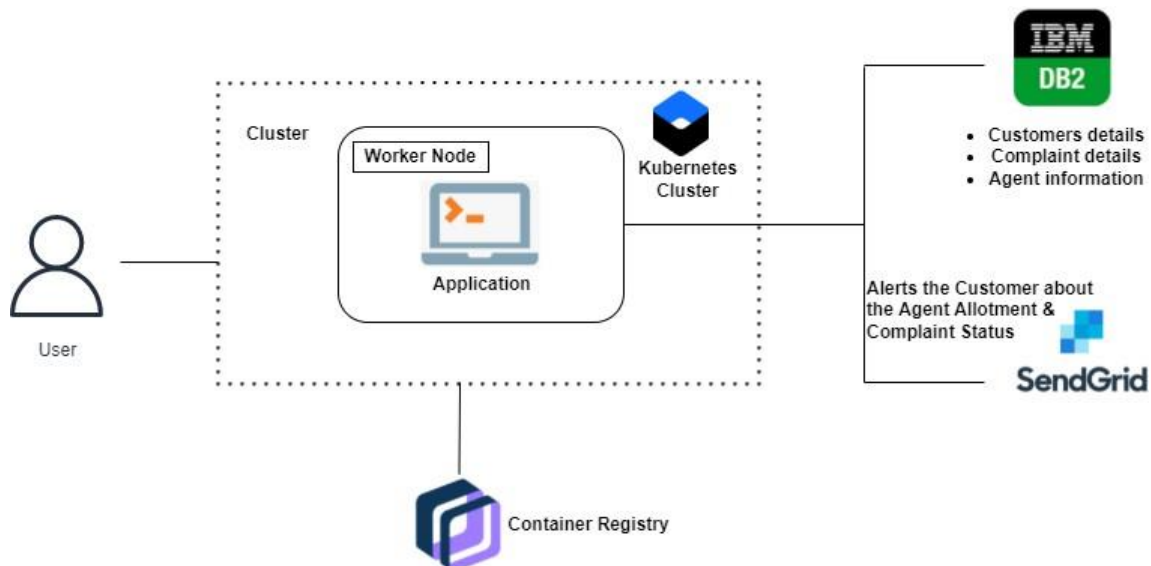 IBM
DB2
Cluster
Worker Node
Kubernetes
Cluster
Application
• Customers details
• Complaint details
• Agent information
User
Alerts the Customer about
the Agent Allotment &
Complaint Status
SendGrid
Container Registry